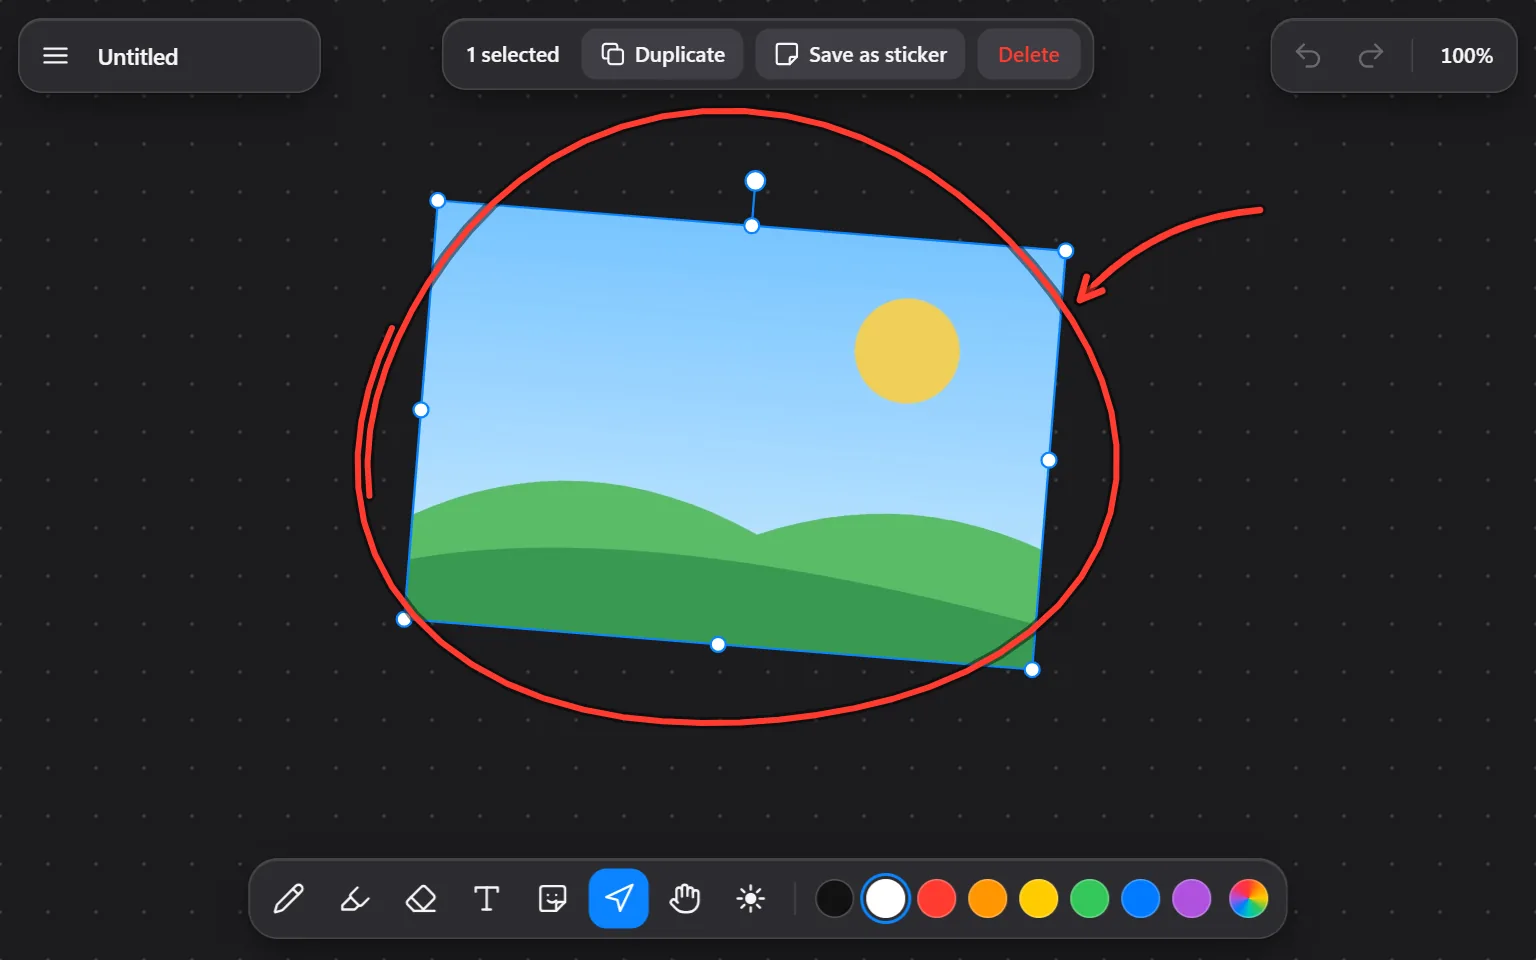 Untitled
1 selected
Duplicate
Save as sticker
Delete
100%